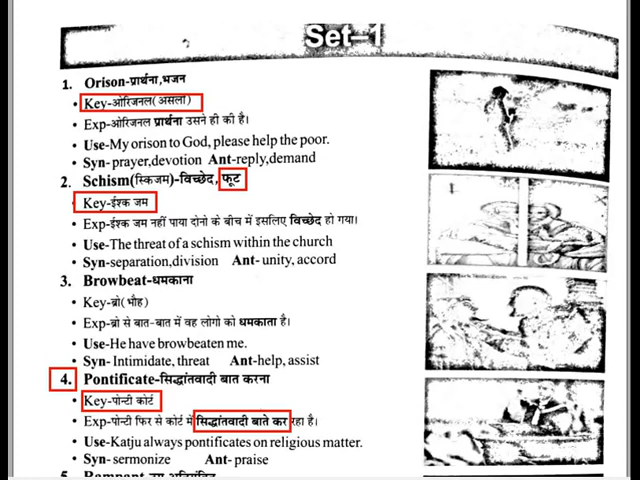 Set–1
1. Orison-प्रार्थना,भजन
• Key-ओरिजनल(असला)
• Exp-ओरिजनल प्रार्थना उसने ही की है।
• Use-My orison to God, please help the poor.
• Syn- prayer,devotion Ant-reply,demand
2. Schism(स्किजम)-विच्छेद, फूट
Key-ईश्क जम
• Exp-ईश्क जम नहीं पाया दोनो के बीच में इसलिए विच्छेद हो गया।
• Use-The threat of a schism within the church
• Syn-separation,division Ant- unity, accord
3. Browbeat-धमकाना
• Key-ब्रो(भौह)
• Exp-ब्रो से बात-बात में वह लोगो को धमकाता है।
• Use-He have browbeaten me.
• Syn- Intimidate, threat Ant-help, assist
4. Pontificate-सिद्धांतवादी बात करना
• Key-पोन्टी कोर्ट
• Exp-पोन्टी फिर से कोर्ट में सिद्धांतवादी बाते कर रहा है।
• Use-Katju always pontificates on religious matter.
• Syn- sermonize Ant- praise